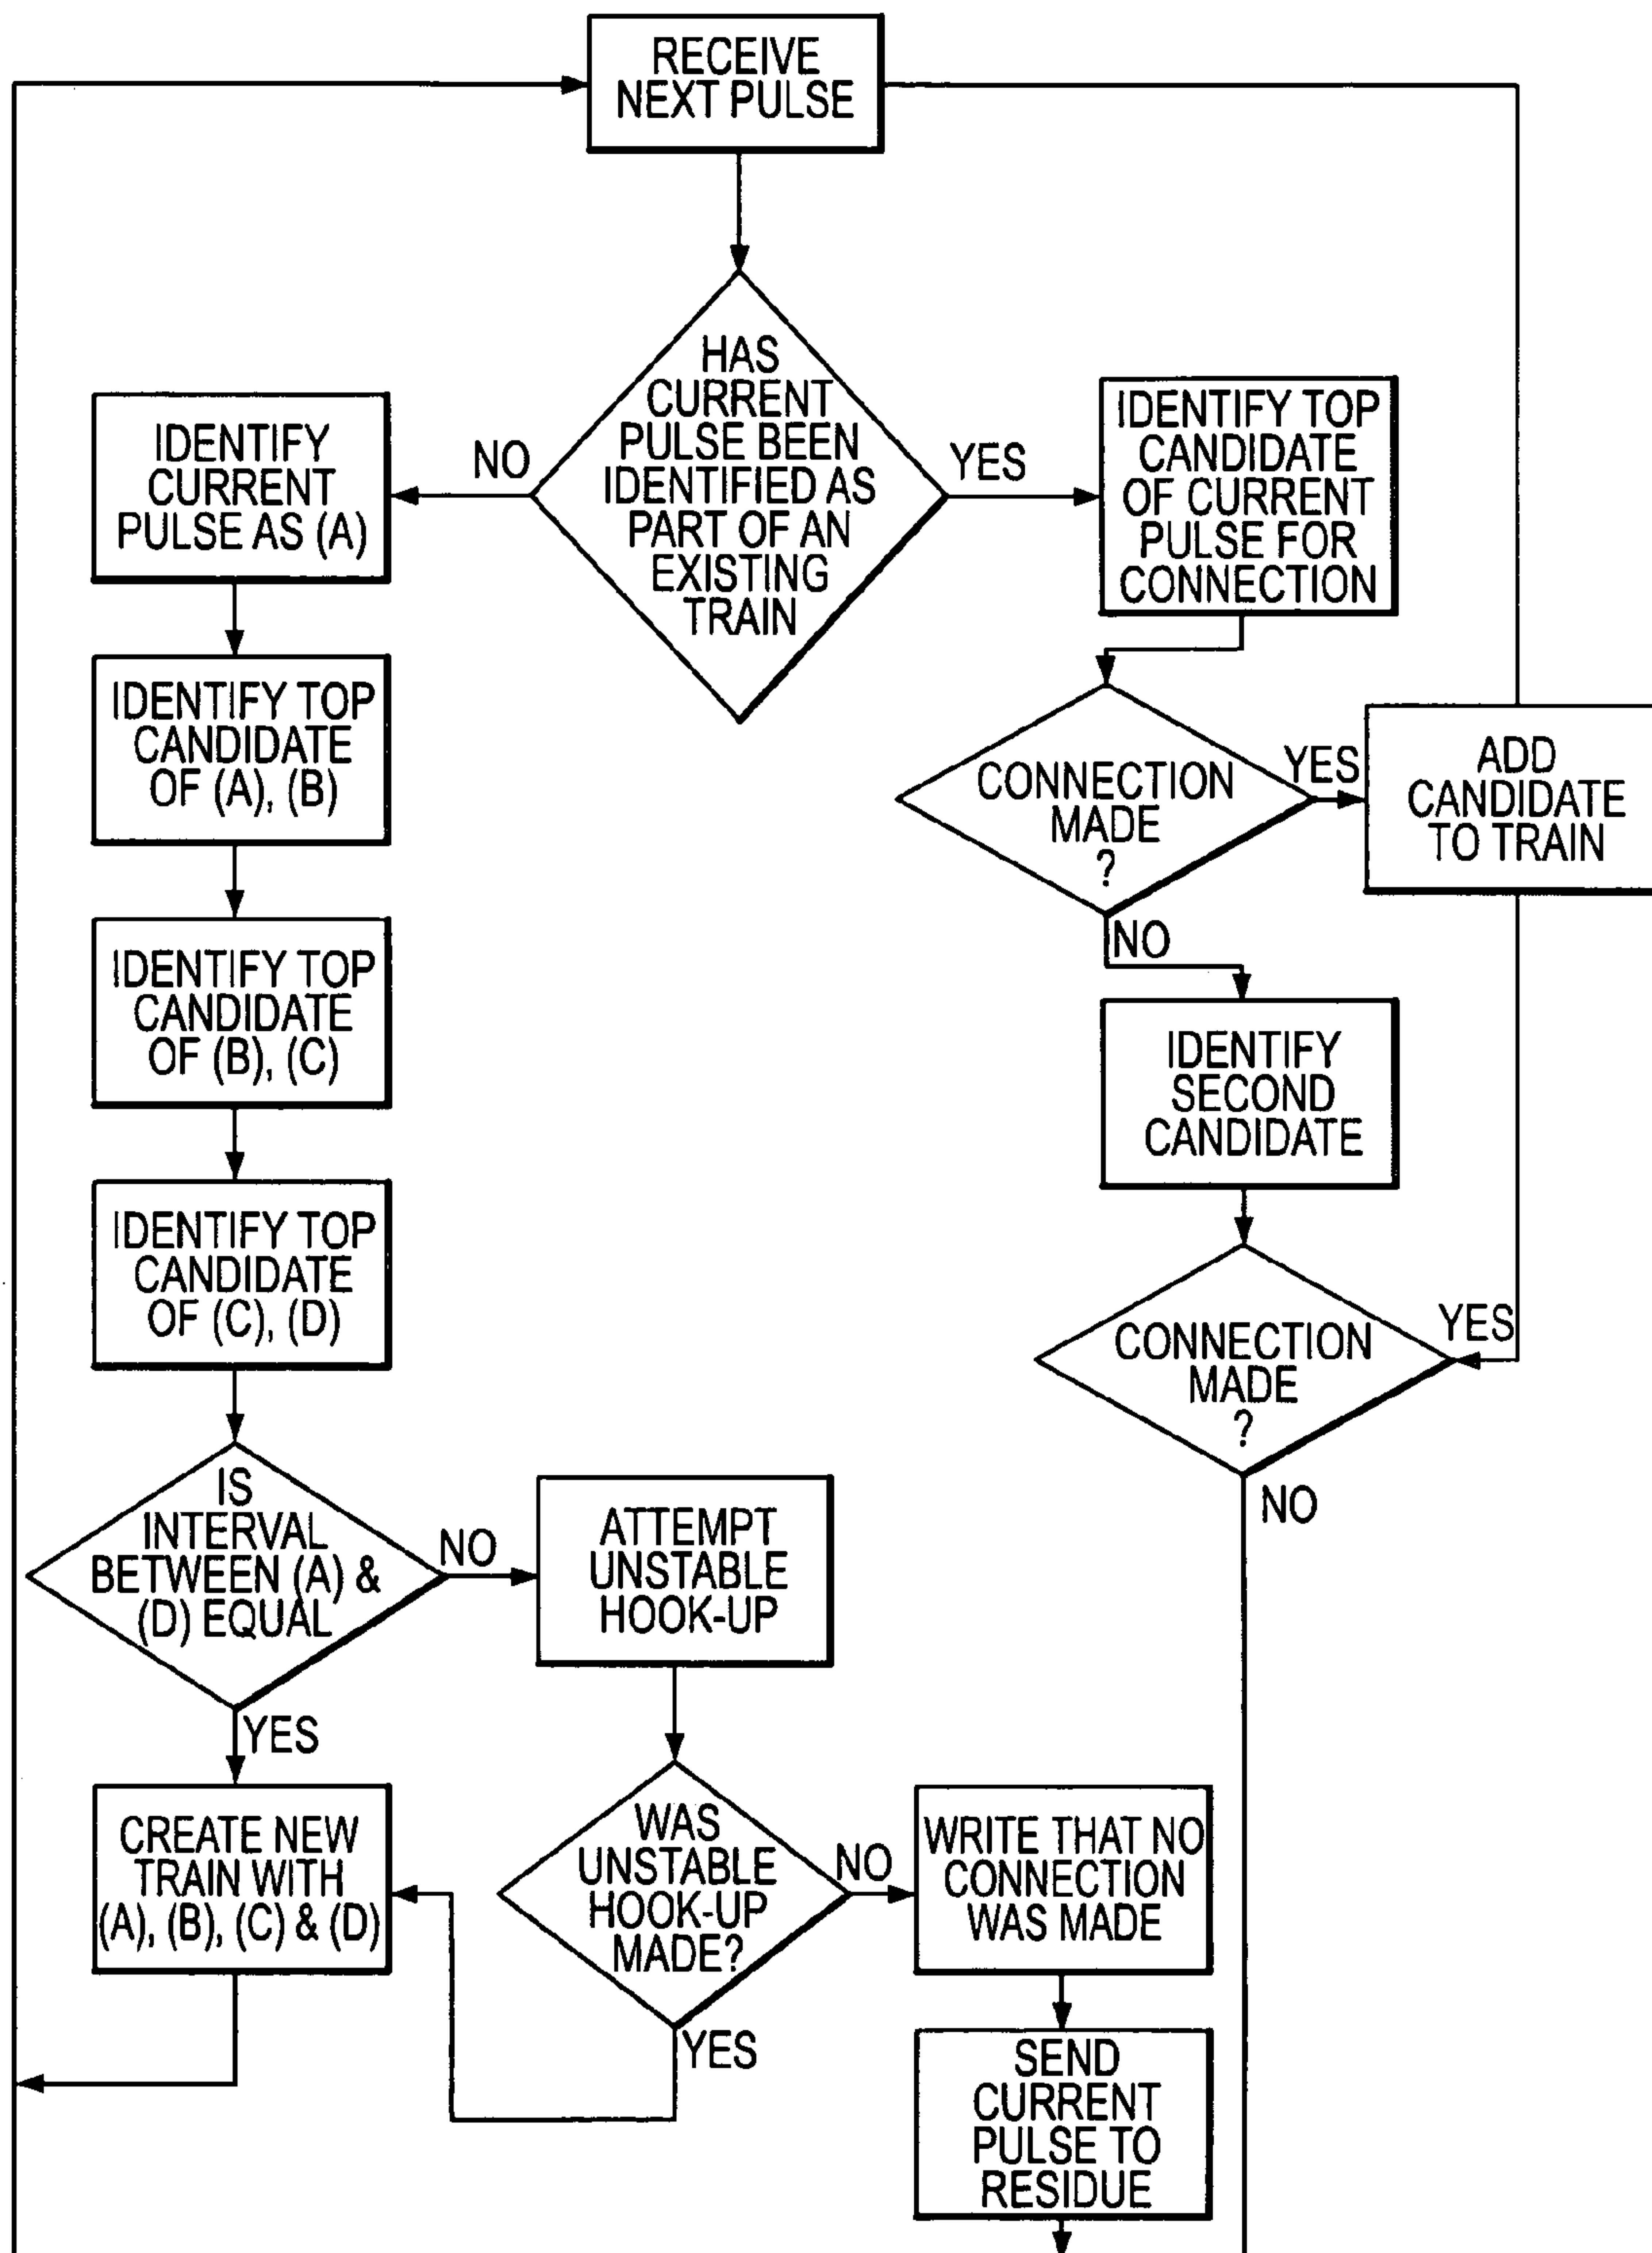 RECEIVE
NEXT PULSE
HAS
CURRENT
PULSE BEEN
IDENTIFIED AS
PART OF AN
EXISTING
TRAIN
NO
YES
IDENTIFY
CURRENT
PULSE AS (A)
IDENTIFY TOP
CANDIDATE
OF CURRENT
PULSE FOR
CONNECTION
IDENTIFY TOP
CANDIDATE
OF (A), (B)
CONNECTION
MADE
?
YES
ADD
CANDIDATE
TO TRAIN
NO
IDENTIFY TOP
CANDIDATE
OF (B), (C)
IDENTIFY
SECOND
CANDIDATE
IDENTIFY TOP
CANDIDATE
OF (C), (D)
CONNECTION
MADE
?
YES
NO
IS
INTERVAL
BETWEEN (A) &
(D) EQUAL
NO
ATTEMPT
UNSTABLE
HOOK-UP
YES
CREATE NEW
TRAIN WITH
(A), (B), (C) & (D)
WAS
UNSTABLE
HOOK-UP
MADE?
NO
WRITE THAT NO
CONNECTION
WAS MADE
YES
SEND
CURRENT
PULSE TO
RESIDUE